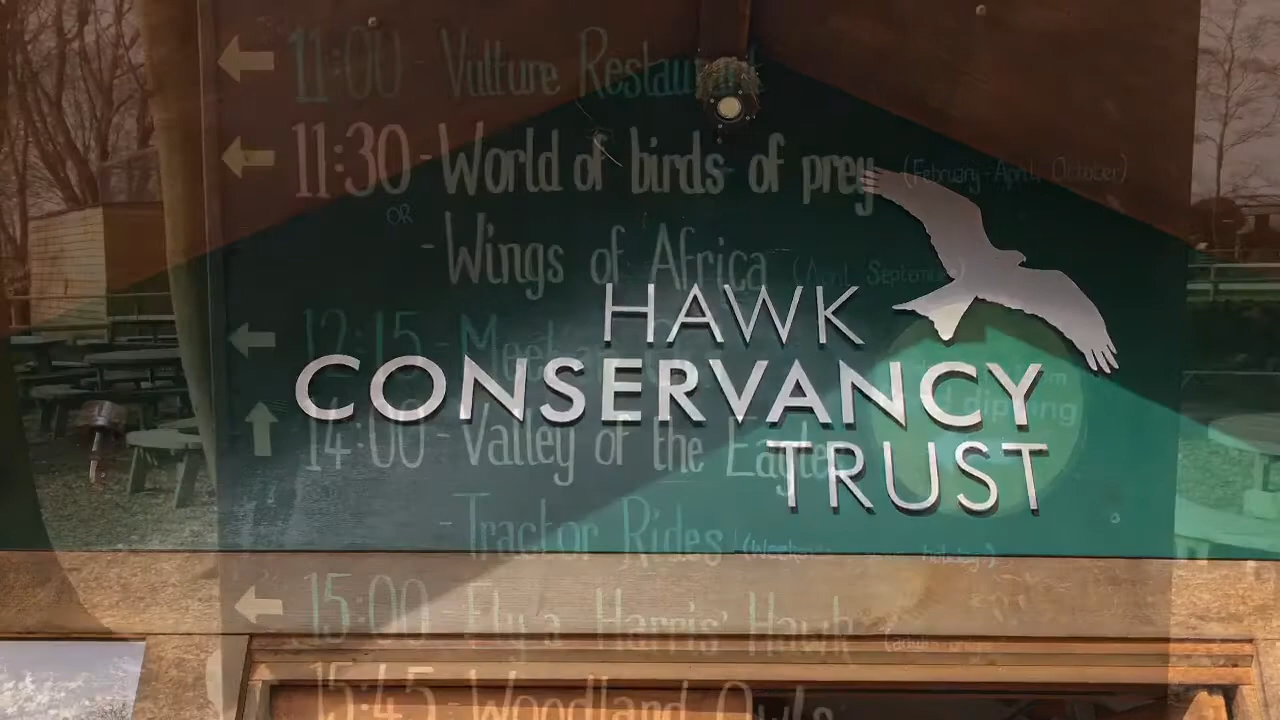 11:00 - Vulture Restaurant
11:30 - World of birds of prey (February-April, October)
OR
- Wings of Africa (April September)
HAWK
CONSERVANCY
TRUST
12:15 - Meet a
14:00 - Valley of the Eagles
- Tractor Rides
15:00 - Fly a Harris' Hawk
15:45 - Woodland Owls